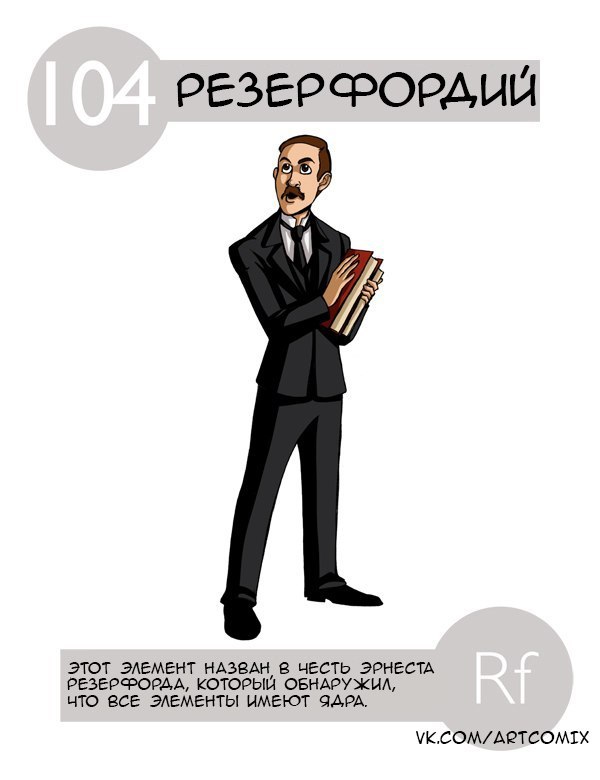 104
РЕЗЕРФОРДИЙ
ЭТОТ ЭЛЕМЕНТ НАЗВАН В ЧЕСТЬ ЭРНЕСТА
РЕЗЕРФОРДА, КОТОРЫЙ ОБНАРУЖИЛ,
ЧТО ВСЕ ЭЛЕМЕНТЫ ИМЕЮТ ЯДРА.
Rf
VK.COM/ARTCOMIX